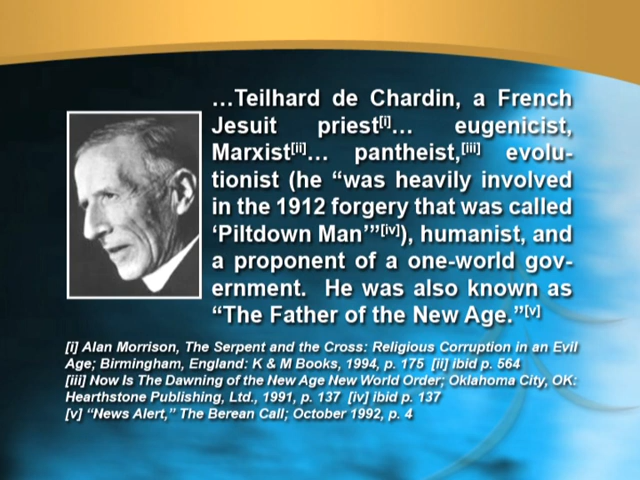 …Teilhard de Chardin, a French
Jesuit priest[i]… eugenicist,
Marxist[ii]… pantheist,[iii] evolu-
tionist (he “was heavily involved
in the 1912 forgery that was called
‘Piltdown Man’”[iv]), humanist, and
a proponent of a one-world gov-
ernment. He was also known as
“The Father of the New Age.”[v]
[i] Alan Morrison, The Serpent and the Cross: Religious Corruption in an Evil
Age; Birmingham, England: K & M Books, 1994, p. 175 [ii] ibid p. 564
[iii] Now Is The Dawning of the New Age New World Order; Oklahoma City, OK:
Hearthstone Publishing, Ltd., 1991, p. 137 [iv] ibid p. 137
[v] “News Alert,” The Berean Call; October 1992, p. 4